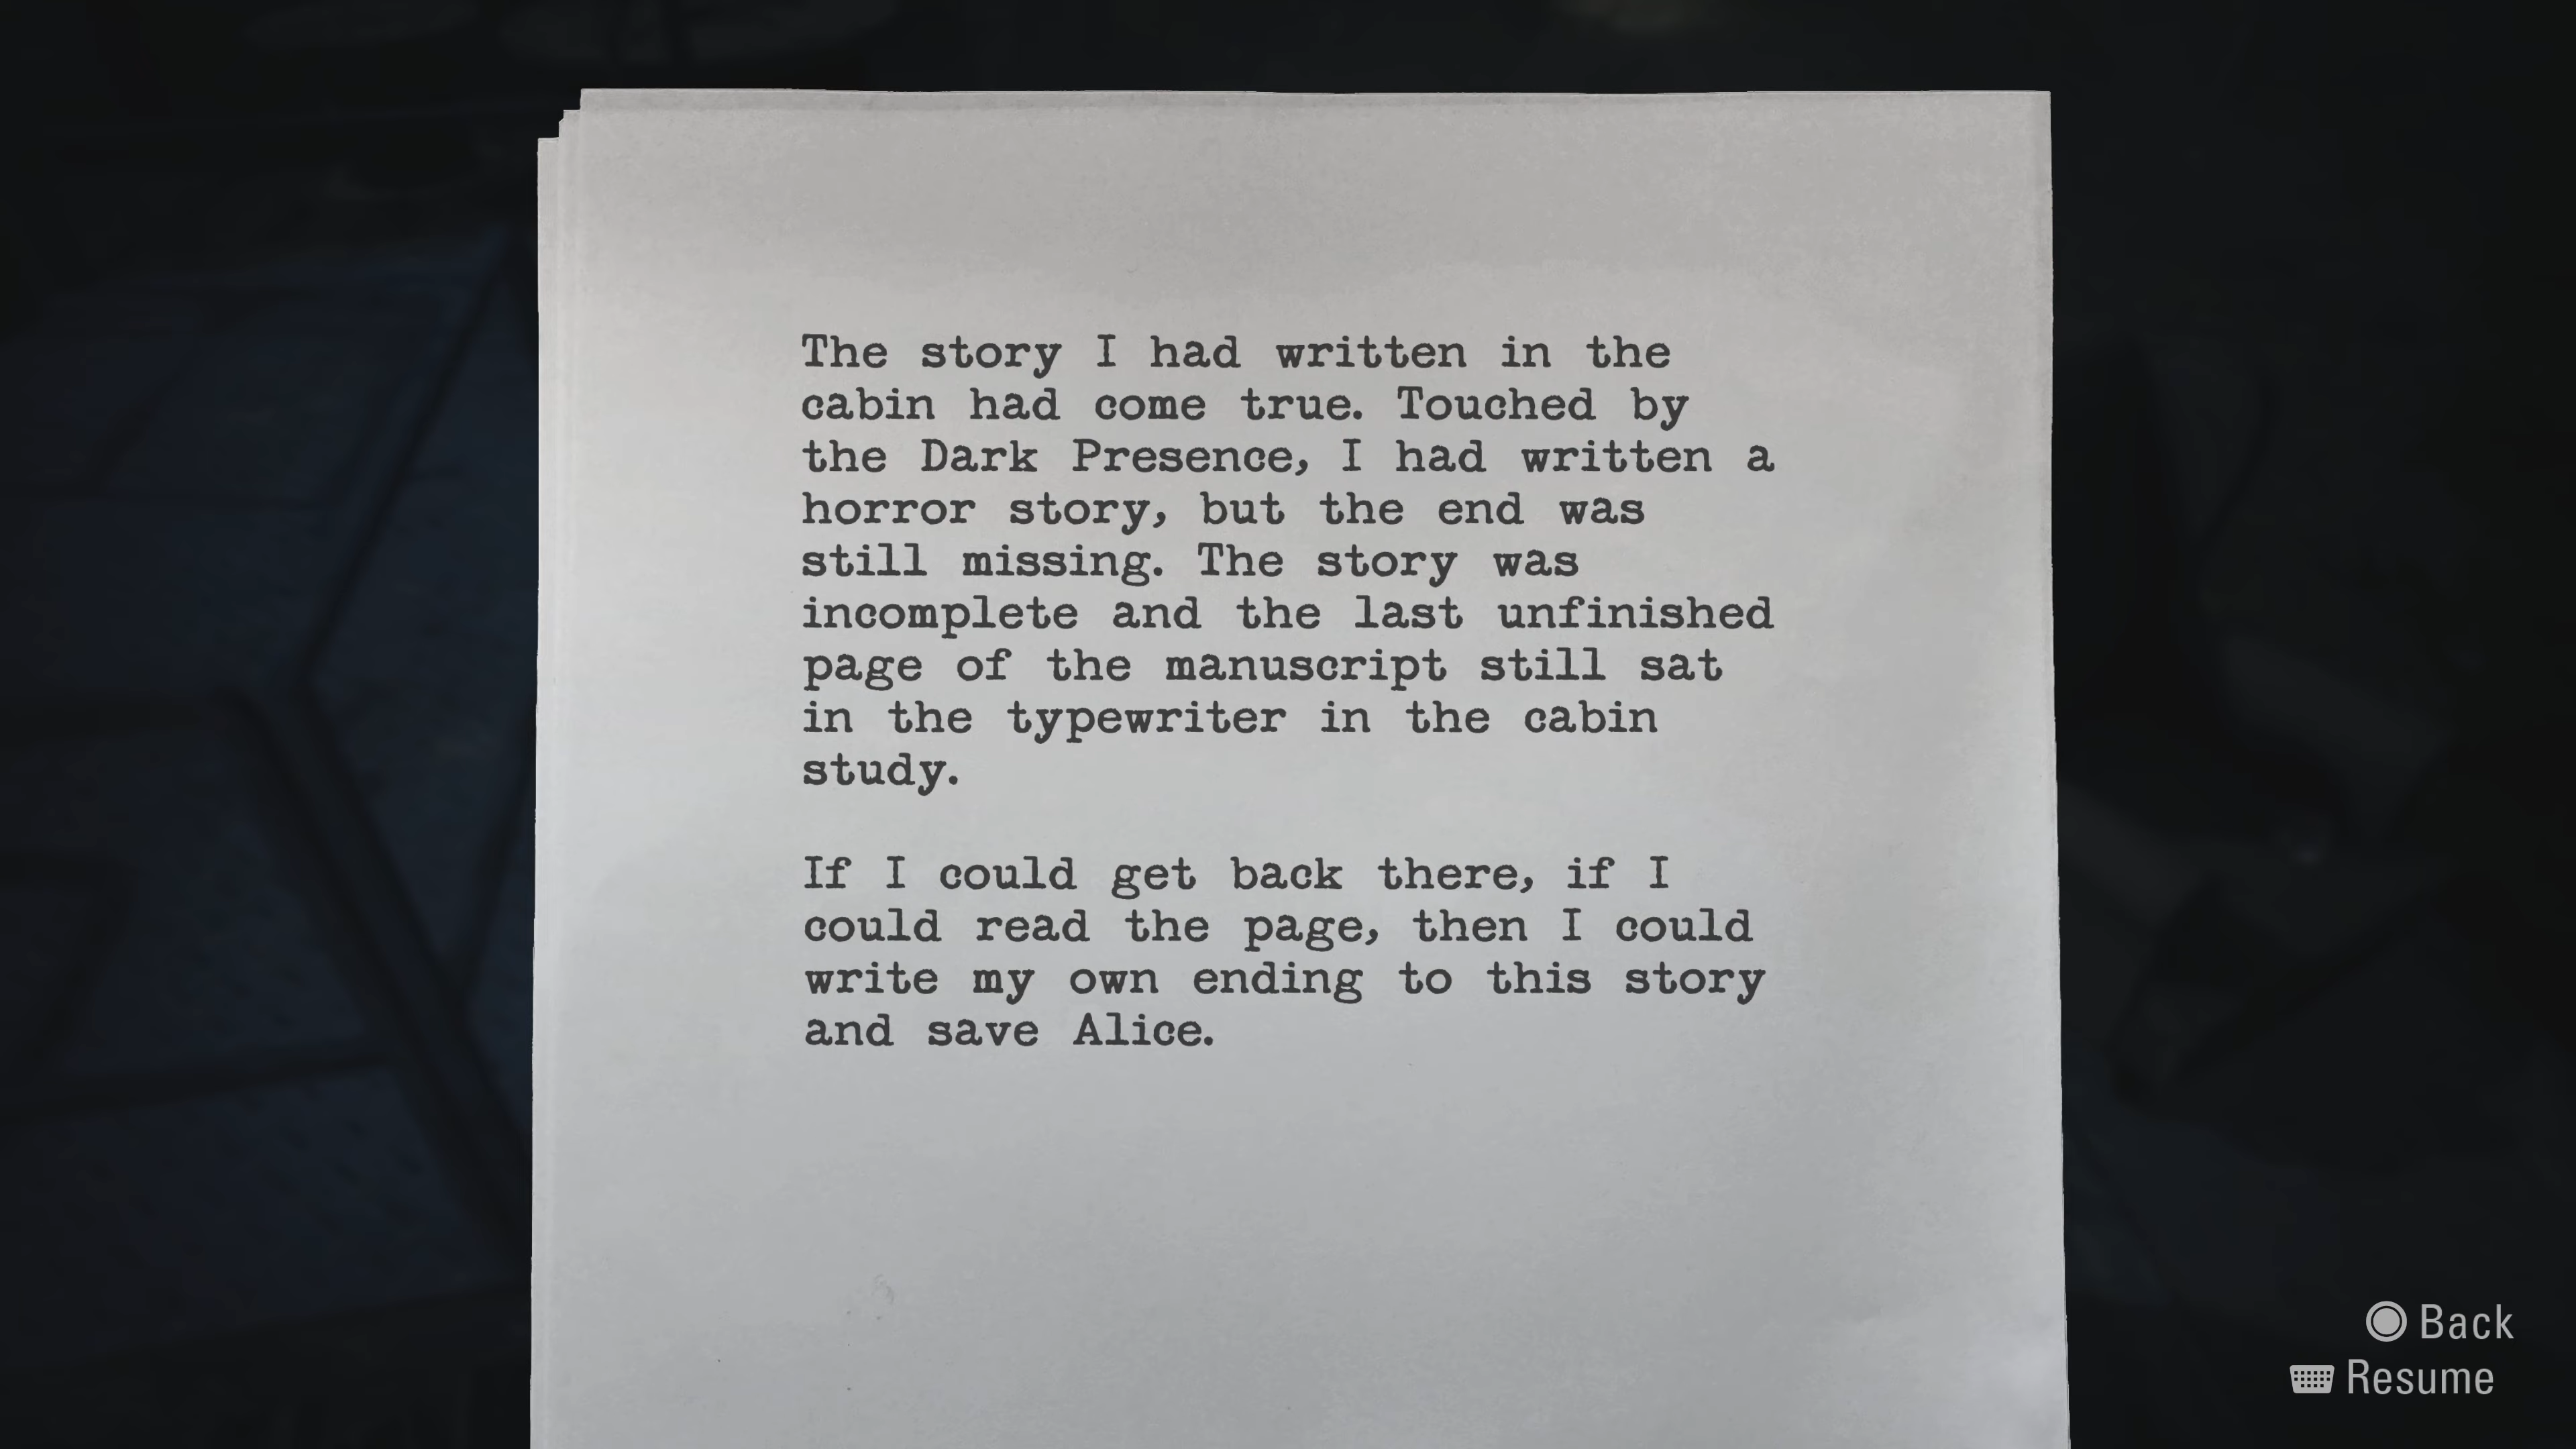 The story I had written in the
cabin had come true. Touched by
the Dark Presence, I had written a
horror story, but the end was
still missing. The story was
incomplete and the last unfinished
page of the manuscript still sat
in the typewriter in the cabin
study.
If I could get back there, if I
could read the page, then I could
write my own ending to this story
and save Alice.
Back
Resume